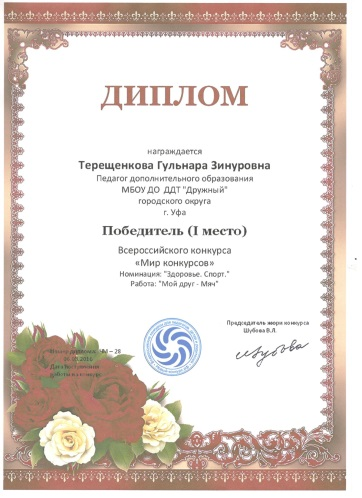 ДИПЛОМ
награждается
Терещенкова Гульнара Зинуровна
Педагог дополнительного образования
МБОУ ДО ДДТ "Дружный"
городского округа
г. Уфа
Победитель (I место)
Всероссийского конкурса
«Мир конкурсов»
Номинация: "Здоровье. Спорт."
Работа: "Мой друг - Мяч"
Председатель жюри конкурса
Шубова В.Л.